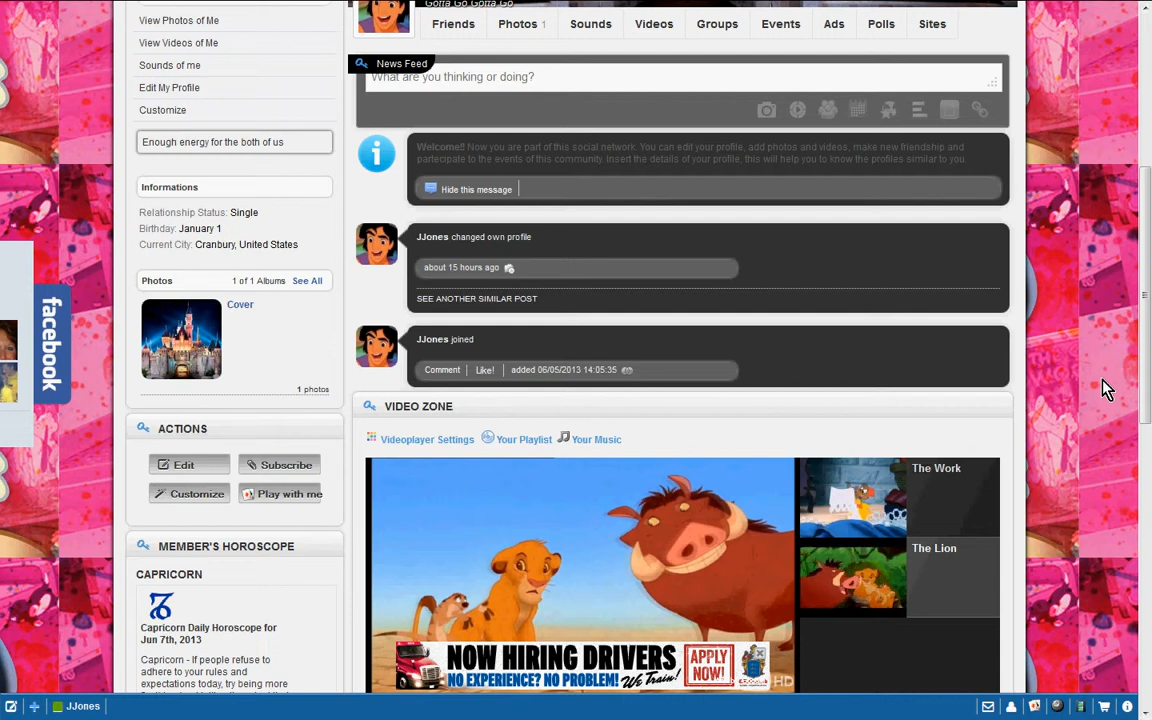 Gotta Go Gotta Go
View Photos of Me
View Videos of Me
Sounds of me
Edit My Profile
Customize
Enough energy for the both of us
Informations
Relationship Status: Single
Birthday: January 1
Current City: Cranbury, United States
Photos 1 of 1 Albums See All
Cover
1 photos
ACTIONS
Edit
Subscribe
Customize
Play with me
MEMBER'S HOROSCOPE
CAPRICORN
Capricorn Daily Horoscope for
Jun 7th, 2013
Capricorn - If people refuse to
adhere to your rules and
expectations today, try being more
Friends Photos 1 Sounds Videos Groups Events Ads Polls Sites
News Feed
What are you thinking or doing?
Welcome!! Now you are part of this social network. You can edit your profile, add photos and videos, make new friendship and
partecipate to the events of this community. Insert the details of your profile, this will help you to know the profiles similar to you.
Hide this message
JJones changed own profile
about 15 hours ago
SEE ANOTHER SIMILAR POST
JJones joined
Comment Like! added 06/05/2013 14:05:35
VIDEO ZONE
Videoplayer Settings Your Playlist Your Music
The Work
The Lion
NOW HIRING DRIVERS
NO EXPERIENCE? NO PROBLEM! We Train!
APPLY
NOW!
HD
facebook
JJones